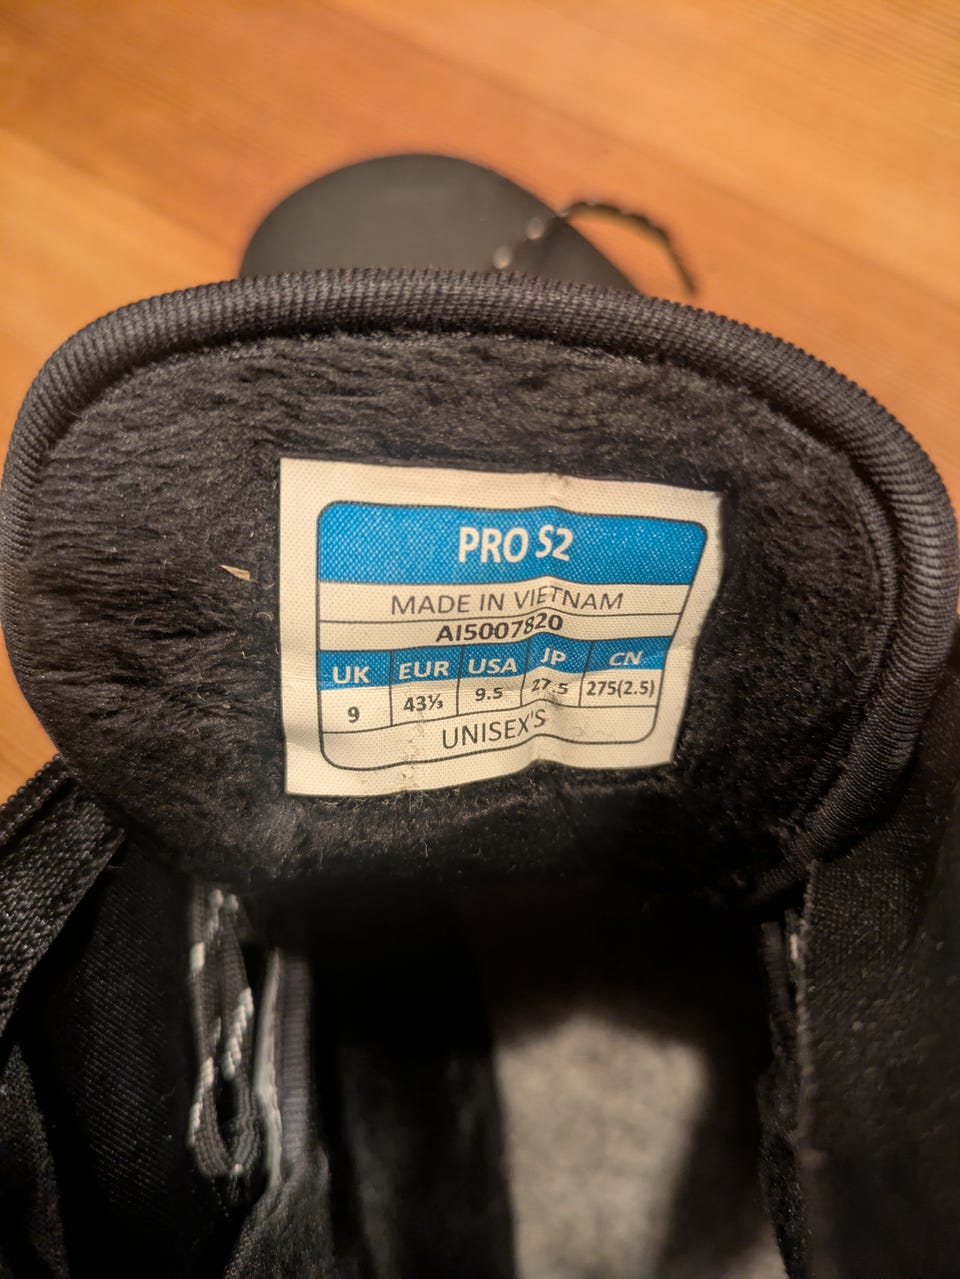 PRO S2
MADE IN VIETNAM
AI5007820
UK EUR USA JP CN
9 43⅓ 9.5 27.5 275(2.5)
UNISEX'S